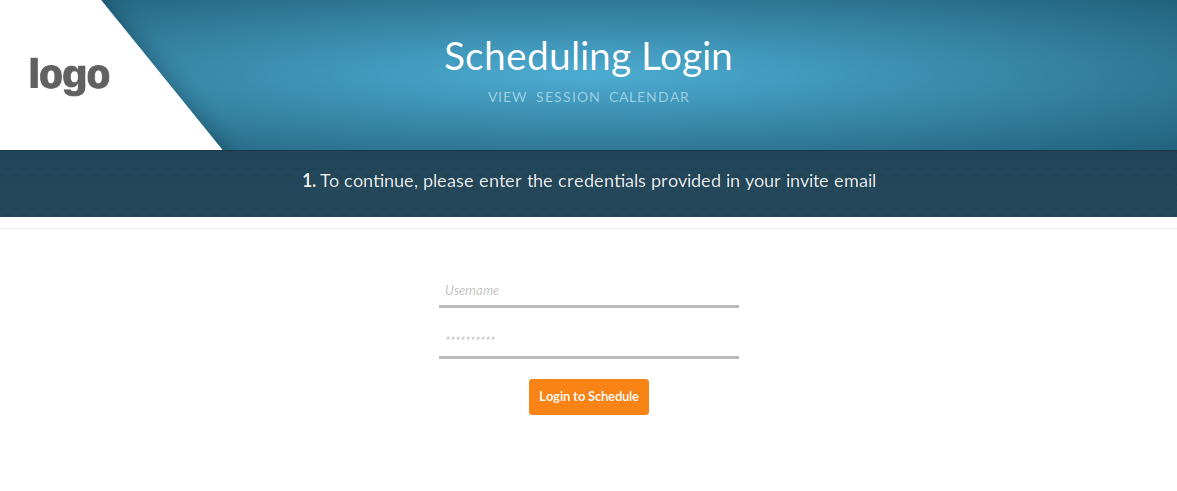 logo
Scheduling Login
VIEW SESSION CALENDAR
1. To continue, please enter the credentials provided in your invite email
Username
**********
Login to Schedule